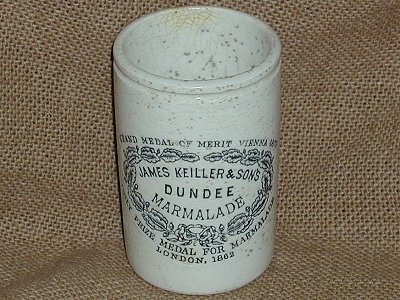 GRAND MEDAL OF MERIT VIENNA 1873
JAMES KEILLER & SONS
DUNDEE
MARMALADE
PRIZE MEDAL FOR MARMALADE
LONDON, 1862